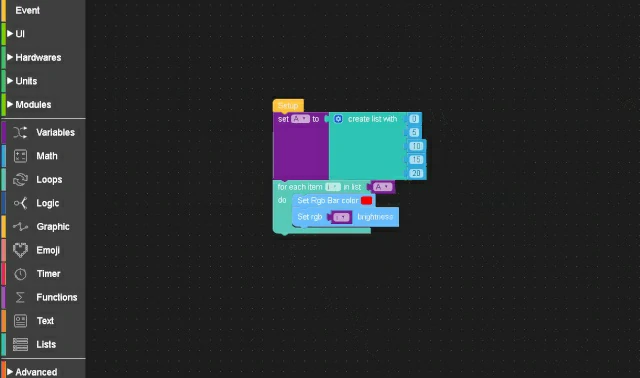 Event
UI
Hardwares
Units
Modules
Variables
Math
Loops
Logic
Graphic
Emoji
Timer
Functions
Text
Lists
Advanced
Setup
set A to create list with 0
5
10
15
20
for each item i in list A
do Set Rgb Bar color
Set rgb i brightness